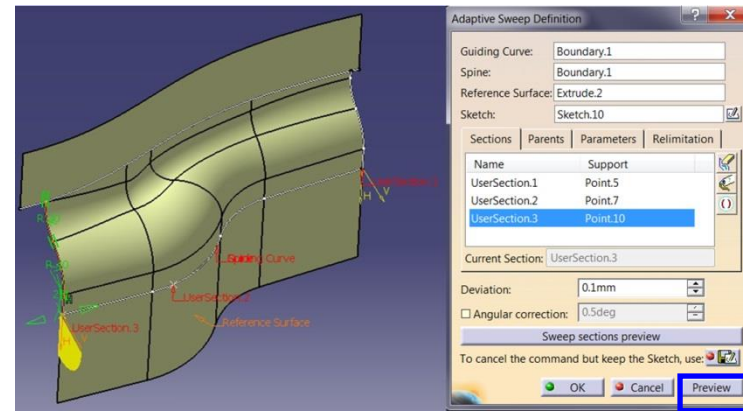 Adaptive Sweep Definition
Guiding Curve: Boundary.1
Spine: Boundary.1
Reference Surface: Extrude.2
Sketch: Sketch.10
Sections Parents Parameters Relimitation
Name Support
UserSection.1 Point.5
UserSection.2 Point.7
UserSection.3 Point.10
Current Section: UserSection.3
Deviation: 0.1mm
Angular correction: 0.5deg
Sweep sections preview
To cancel the command but keep the Sketch, use:
OK Cancel Preview
H V
Curve
UserSection.2
Reference Surface
UserSection.3
H